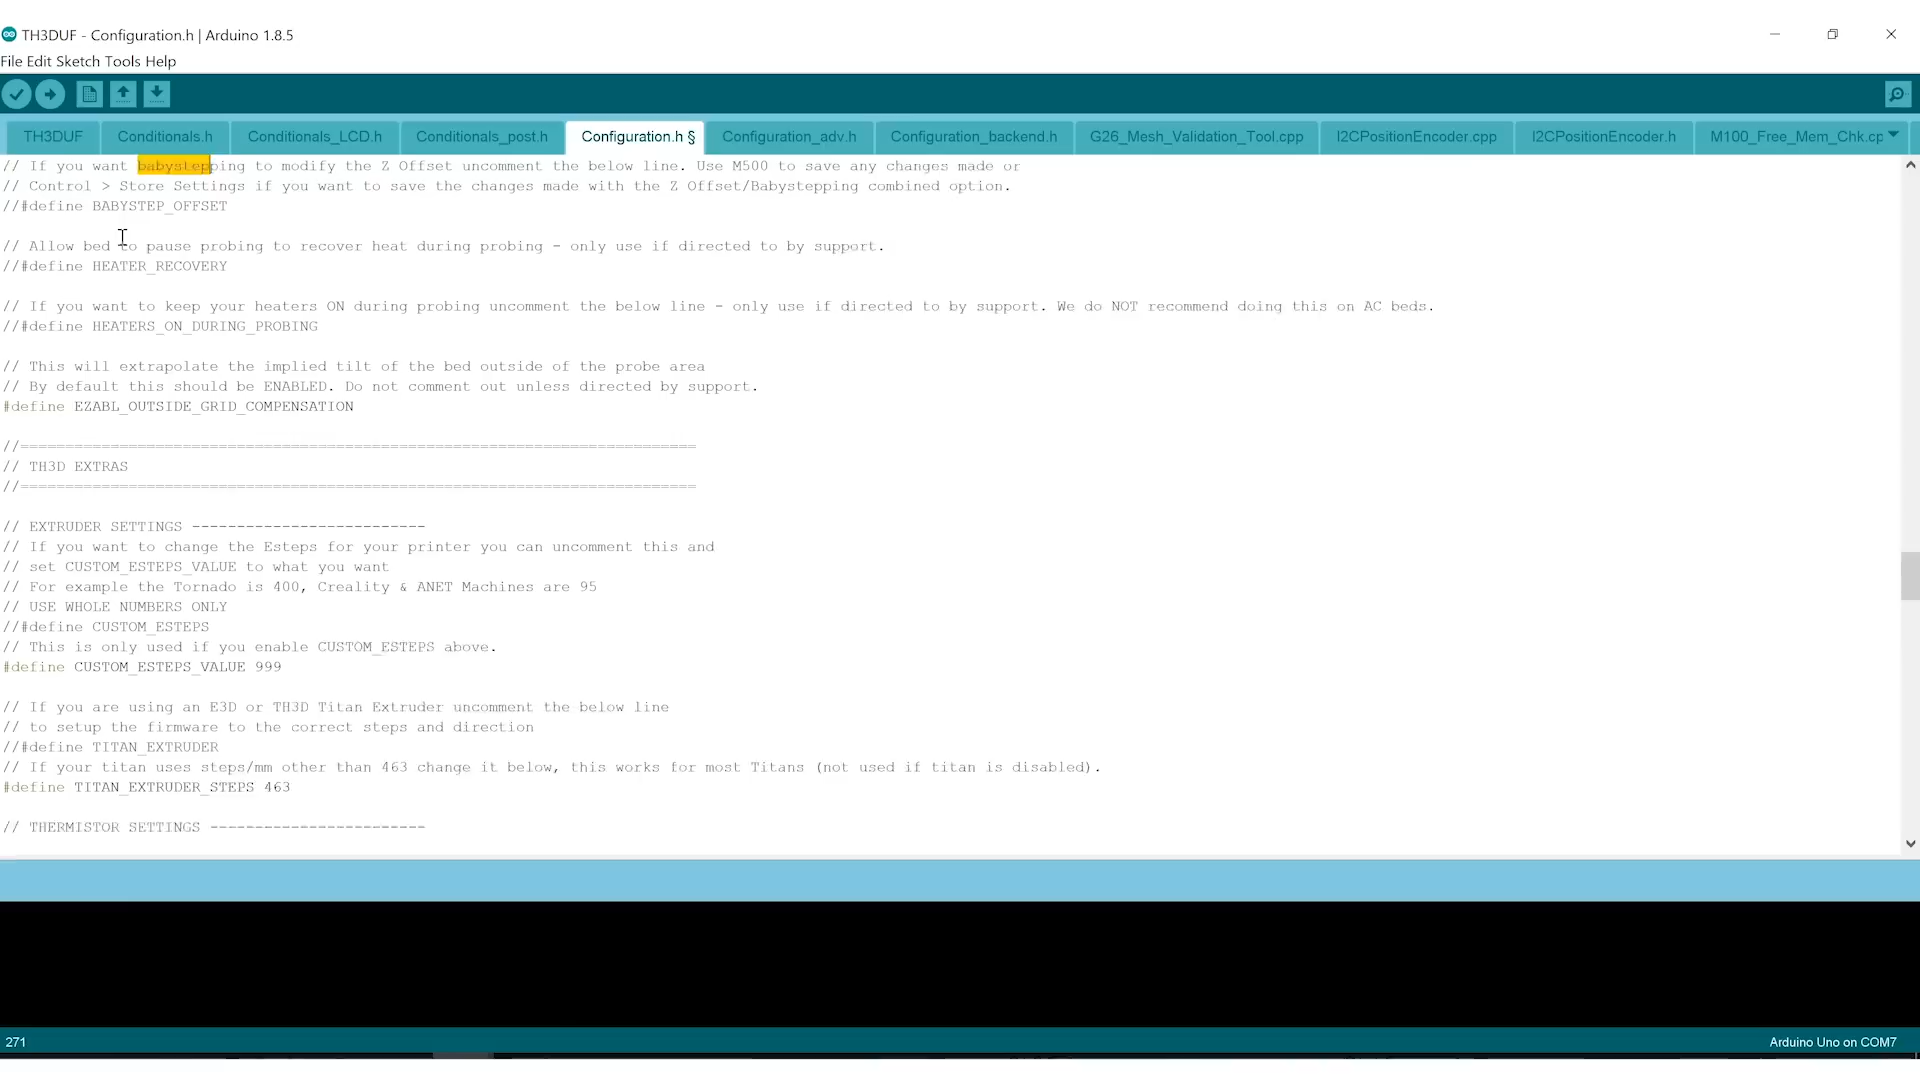 TH3DUF - Configuration.h | Arduino 1.8.5
File Edit Sketch Tools Help
TH3DUF Conditionals.h Conditionals_LCD.h Conditionals_post.h Configuration.h § Configuration_adv.h Configuration_backend.h G26_Mesh_Validation_Tool.cpp I2CPositionEncoder.cpp I2CPositionEncoder.h M100_Free_Mem_Chk.cp
// If you want babystepping to modify the Z Offset uncomment the below line. Use M500 to save any changes made or
// Control > Store Settings if you want to save the changes made with the Z Offset/Babystepping combined option.
//#define BABYSTEP_OFFSET
// Allow bed to pause probing to recover heat during probing - only use if directed to by support.
//#define HEATER_RECOVERY
// If you want to keep your heaters ON during probing uncomment the below line - only use if directed to by support. We do NOT recommend doing this on AC beds.
//#define HEATERS_ON_DURING_PROBING
// This will extrapolate the implied tilt of the bed outside of the probe area
// By default this should be ENABLED. Do not comment out unless directed by support.
#define EZABL_OUTSIDE_GRID_COMPENSATION
//===========================================================================
// TH3D EXTRAS
//===========================================================================
// EXTRUDER SETTINGS --------------------------
// If you want to change the Esteps for your printer you can uncomment this and
// set CUSTOM_ESTEPS_VALUE to what you want
// For example the Tornado is 400, Creality & ANET Machines are 95
// USE WHOLE NUMBERS ONLY
//#define CUSTOM_ESTEPS
// This is only used if you enable CUSTOM_ESTEPS above.
#define CUSTOM_ESTEPS_VALUE 999
// If you are using an E3D or TH3D Titan Extruder uncomment the below line
// to setup the firmware to the correct steps and direction
//#define TITAN_EXTRUDER
// If your titan uses steps/mm other than 463 change it below, this works for most Titans (not used if titan is disabled).
#define TITAN_EXTRUDER_STEPS 463
// THERMISTOR SETTINGS ------------------------
271
Arduino Uno on COM7